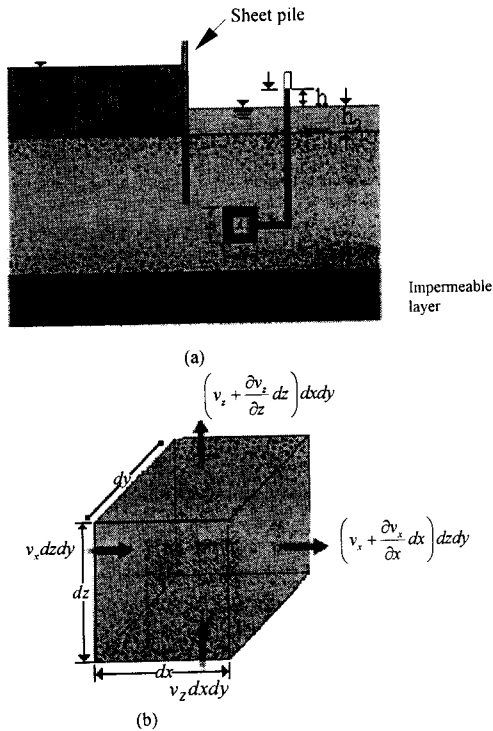 Sheet pile
h
h
Impermeable
layer
(a)
(v_z + ∂v_z/∂z dz) dxdy
dy
v_x dzdy
(v_x + ∂v_x/∂x dx) dzdy
dz
dx
v_z dxdy
(b)